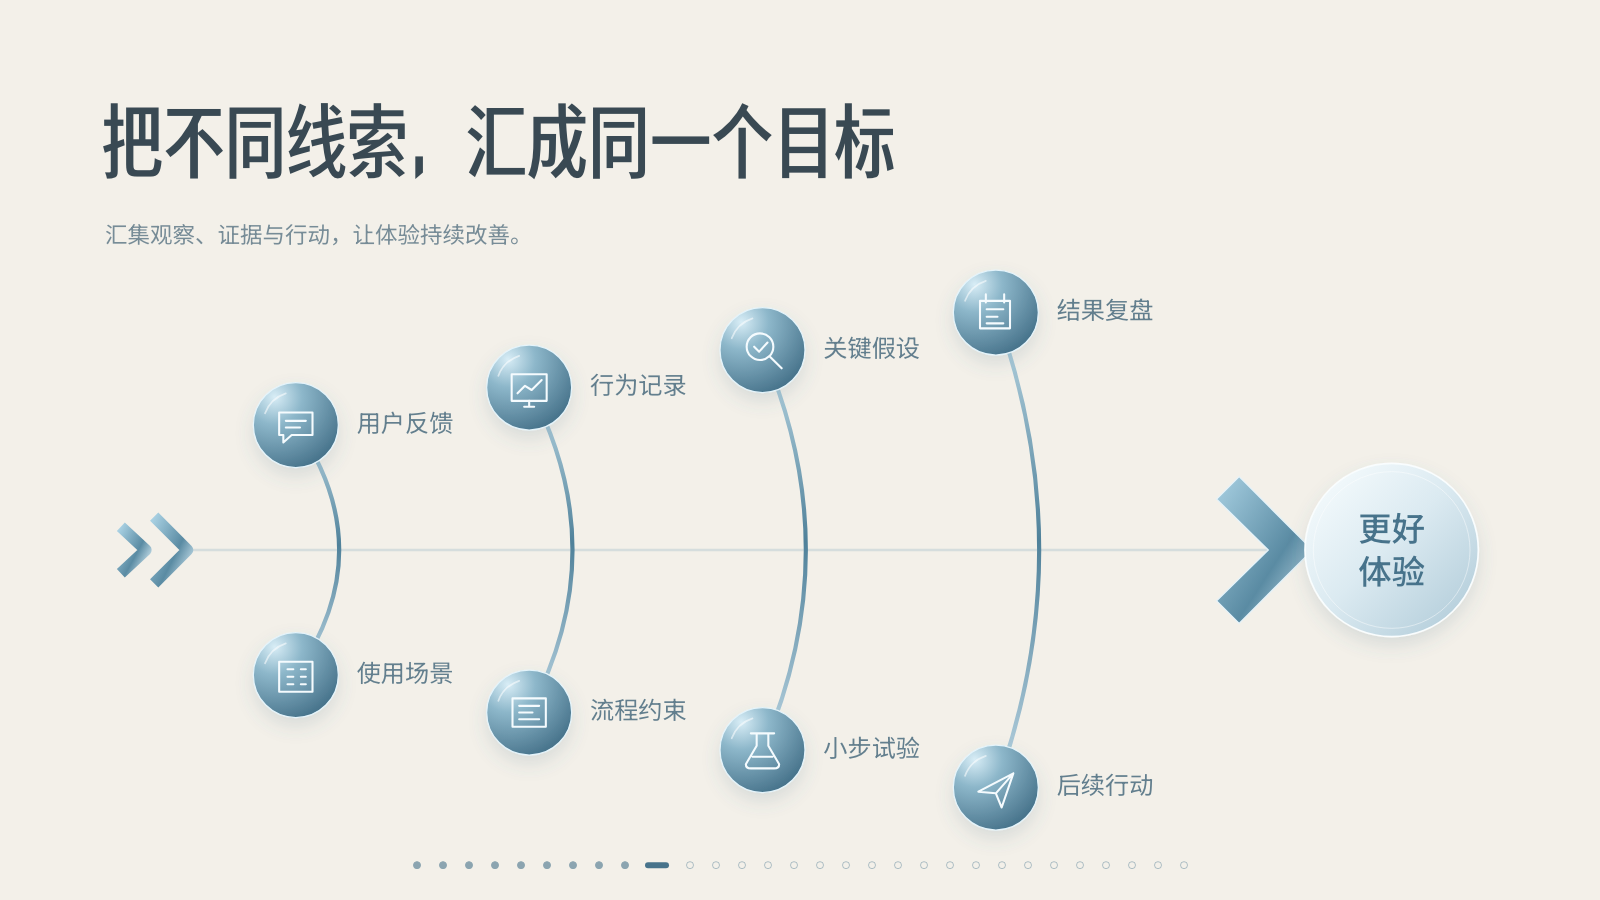 把不同线索，汇成同一个目标
汇集观察、证据与行动，让体验持续改善。
结果复盘
关键假设
行为记录
用户反馈
更好
体验
使用场景
流程约束
小步试验
后续行动